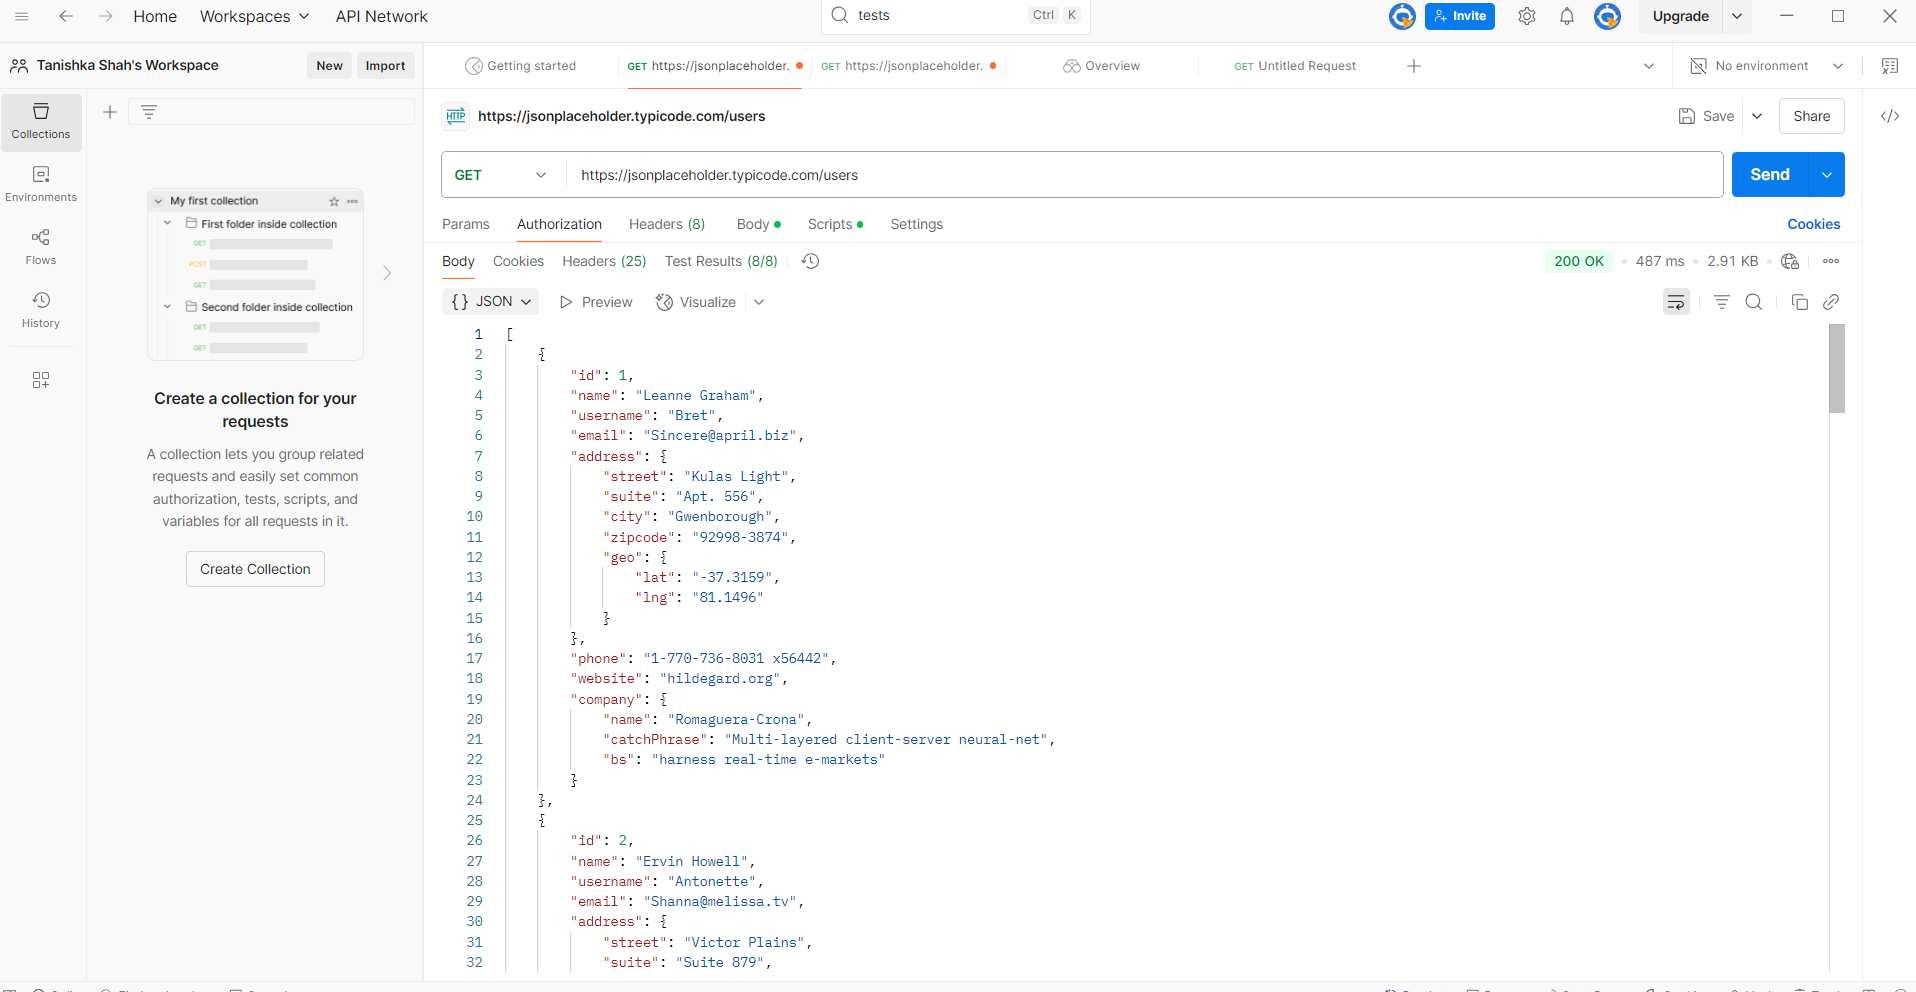 Home Workspaces API Network tests Ctrl K Invite Upgrade
Tanishka Shah's Workspace New Import
Getting started GET https://jsonplaceholder. GET https://jsonplaceholder. Overview GET Untitled Request No environment
Collections
Environments
Flows
History
My first collection
First folder inside collection
GET
POST
GET
Second folder inside collection
GET
GET
Create a collection for your
requests
A collection lets you group related
requests and easily set common
authorization, tests, scripts, and
variables for all requests in it.
Create Collection
HTTP https://jsonplaceholder.typicode.com/users Save Share
GET https://jsonplaceholder.typicode.com/users Send
Params Authorization Headers (8) Body Scripts Settings Cookies
Body Cookies Headers (25) Test Results (8/8) 200 OK 487 ms 2.91 KB
{} JSON Preview Visualize
1 [
2 {
3 "id": 1,
4 "name": "Leanne Graham",
5 "username": "Bret",
6 "email": "Sincere@april.biz",
7 "address": {
8 "street": "Kulas Light",
9 "suite": "Apt. 556",
10 "city": "Gwenborough",
11 "zipcode": "92998-3874",
12 "geo": {
13 "lat": "-37.3159",
14 "lng": "81.1496"
15 }
16 },
17 "phone": "1-770-736-8031 x56442",
18 "website": "hildegard.org",
19 "company": {
20 "name": "Romaguera-Crona",
21 "catchPhrase": "Multi-layered client-server neural-net",
22 "bs": "harness real-time e-markets"
23 }
24 },
25 {
26 "id": 2,
27 "name": "Ervin Howell",
28 "username": "Antonette",
29 "email": "Shanna@melissa.tv",
30 "address": {
31 "street": "Victor Plains",
32 "suite": "Suite 879",